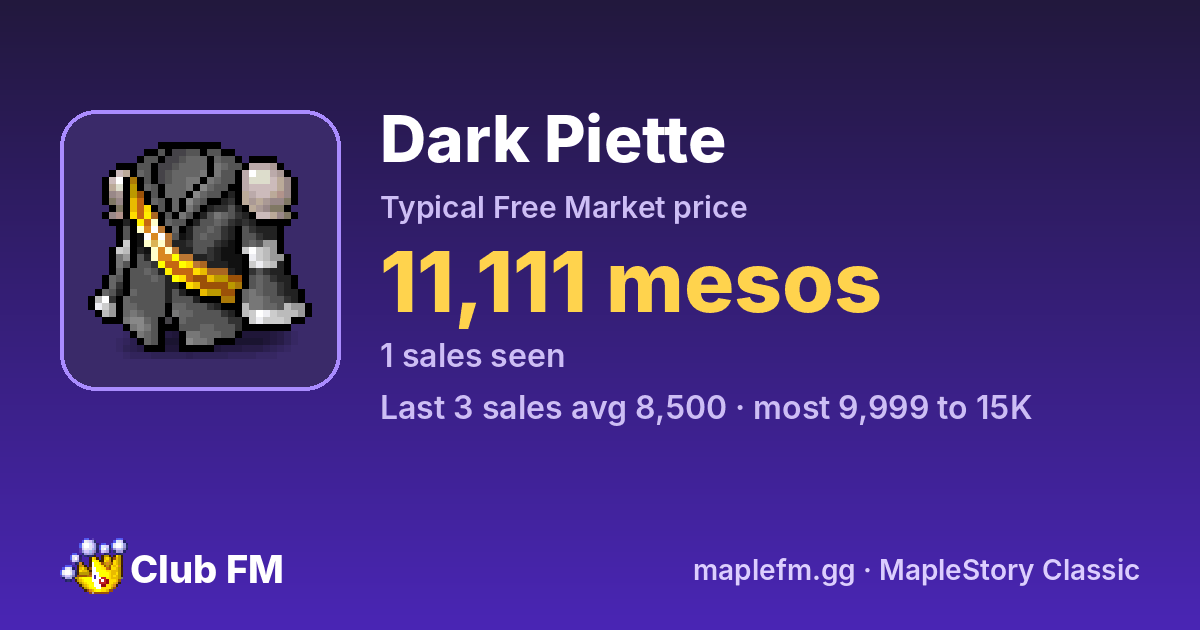 Dark Piette
Typical Free Market price
11,111 mesos
1 sales seen
Last 3 sales avg 8,500 · most 9,999 to 15K
Club FM
maplefm.gg · MapleStory Classic